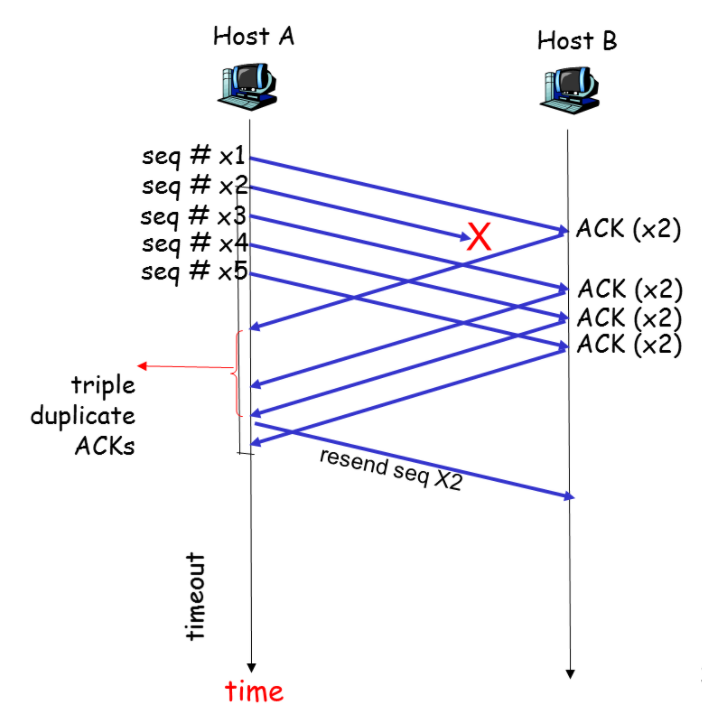 Host A
Host B
seq # x1
seq # x2
seq # x3
seq # x4
seq # x5
X
ACK (x2)
ACK (x2)
ACK (x2)
ACK (x2)
triple
duplicate
ACKs
resend seq X2
timeout
time